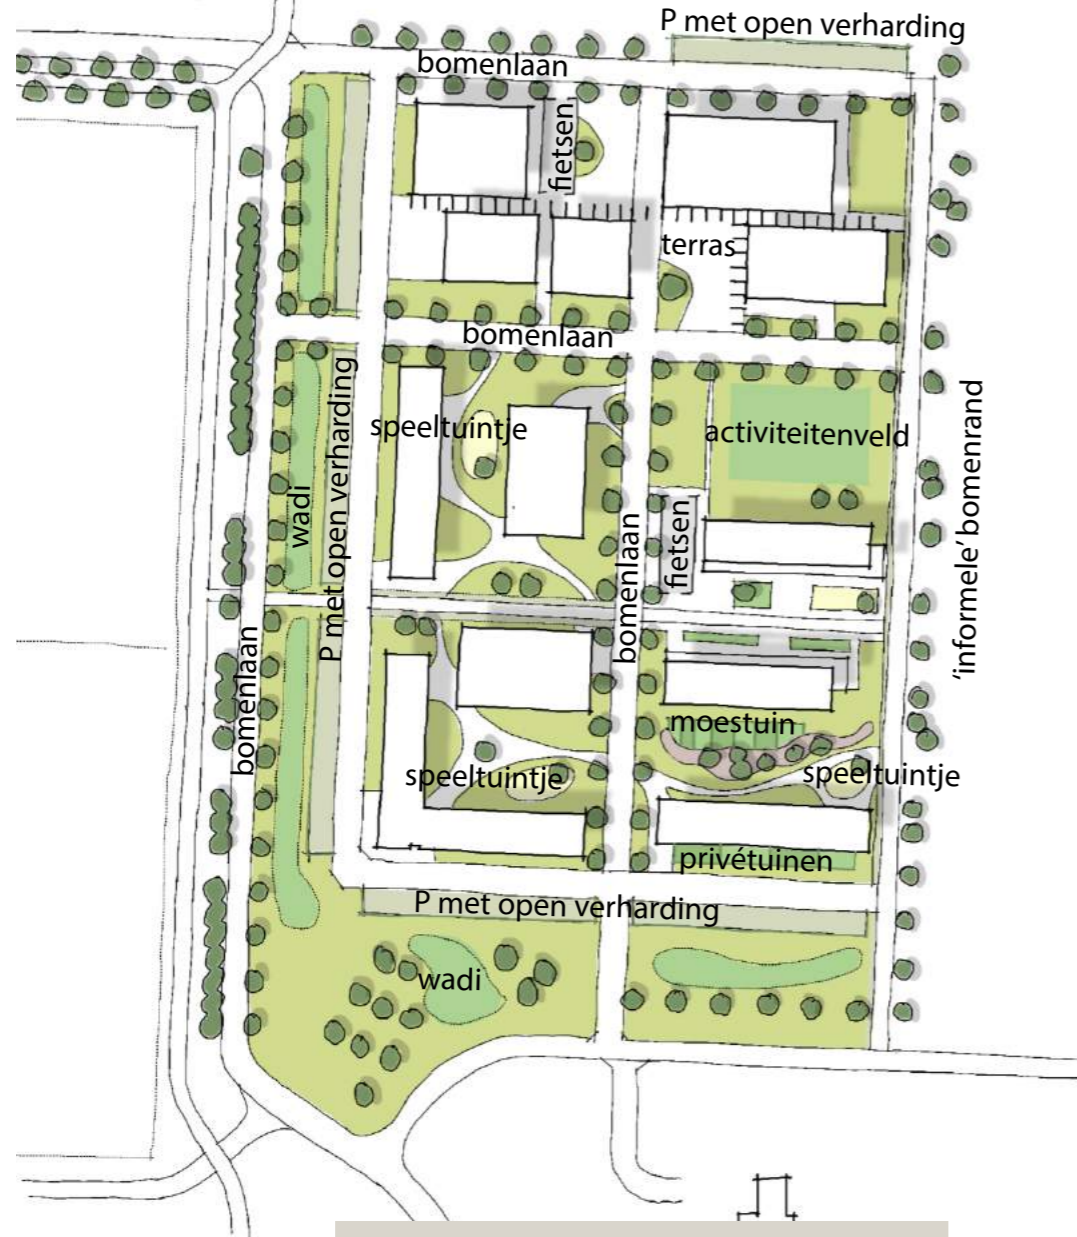 P met open verharding
bomenlaan
fietsen
terras
bomenlaan
speeltuintje
activiteitenveld
P met open verharding
wadi
'informele' bomenrand
fietsen
bomenlaan
bomenlaan
moestuin
speeltuintje
speeltuintje
privétuinen
P met open verharding
wadi